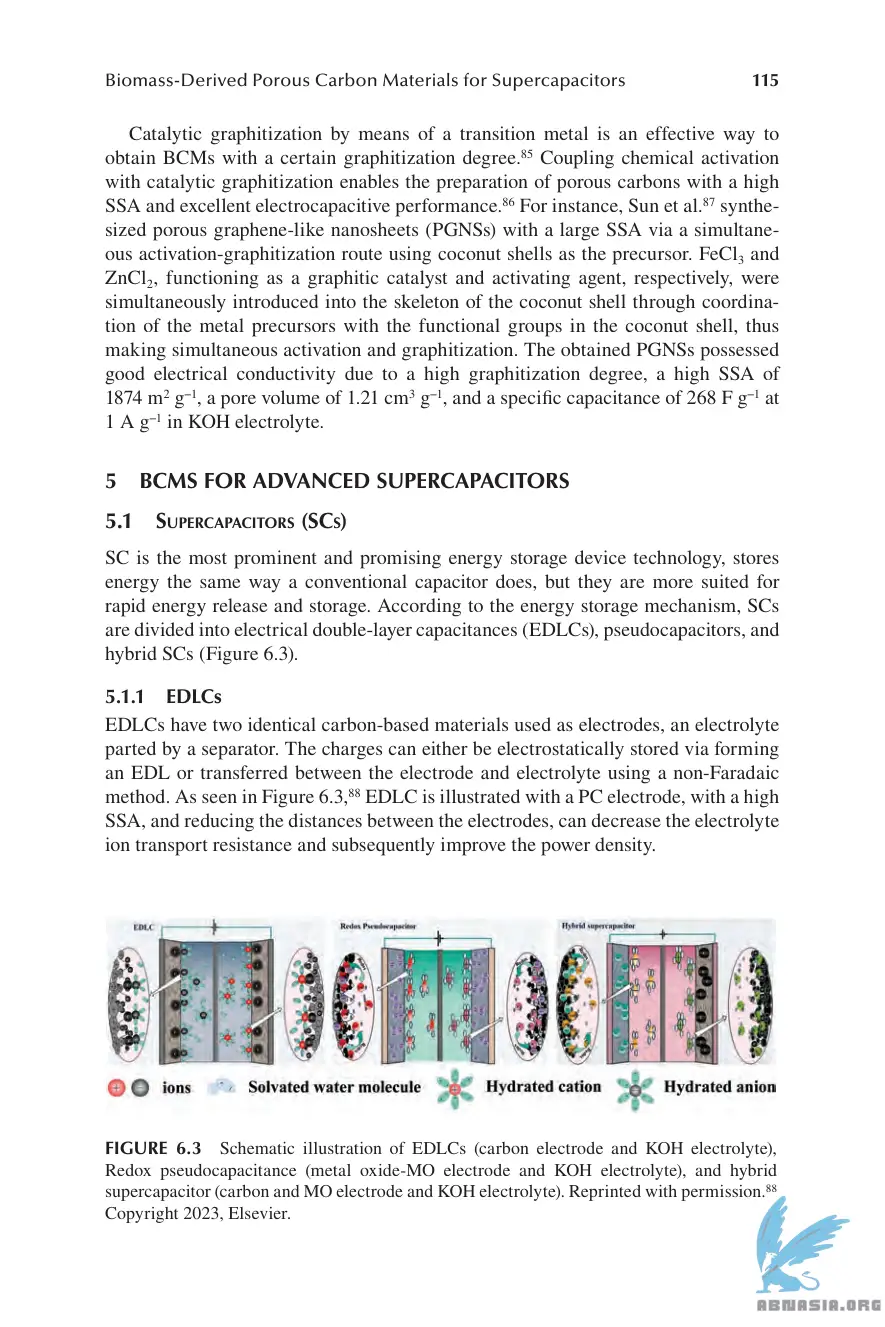 Biomass-Derived Porous Carbon Materials for Supercapacitors 115
Catalytic graphitization by means of a transition metal is an effective way to
obtain BCMs with a certain graphitization degree.⁸⁵ Coupling chemical activation
with catalytic graphitization enables the preparation of porous carbons with a high
SSA and excellent electrocapacitive performance.⁸⁶ For instance, Sun et al.⁸⁷ synthe-
sized porous graphene-like nanosheets (PGNSs) with a large SSA via a simultane-
ous activation-graphitization route using coconut shells as the precursor. FeCl₃ and
ZnCl₂, functioning as a graphitic catalyst and activating agent, respectively, were
simultaneously introduced into the skeleton of the coconut shell through coordina-
tion of the metal precursors with the functional groups in the coconut shell, thus
making simultaneous activation and graphitization. The obtained PGNSs possessed
good electrical conductivity due to a high graphitization degree, a high SSA of
1874 m² g⁻¹, a pore volume of 1.21 cm³ g⁻¹, and a specific capacitance of 268 F g⁻¹ at
1 A g⁻¹ in KOH electrolyte.
5 BCMS FOR ADVANCED SUPERCAPACITORS
5.1 Supercapacitors (SCs)
SC is the most prominent and promising energy storage device technology, stores
energy the same way a conventional capacitor does, but they are more suited for
rapid energy release and storage. According to the energy storage mechanism, SCs
are divided into electrical double-layer capacitances (EDLCs), pseudocapacitors, and
hybrid SCs (Figure 6.3).
5.1.1 EDLCs
EDLCs have two identical carbon-based materials used as electrodes, an electrolyte
parted by a separator. The charges can either be electrostatically stored via forming
an EDL or transferred between the electrode and electrolyte using a non-Faradaic
method. As seen in Figure 6.3,⁸⁸ EDLC is illustrated with a PC electrode, with a high
SSA, and reducing the distances between the electrodes, can decrease the electrolyte
ion transport resistance and subsequently improve the power density.
EDLC Redox Pseudocapacitor Hybrid supercapacitor
ions Solvated water molecule Hydrated cation Hydrated anion
FIGURE 6.3 Schematic illustration of EDLCs (carbon electrode and KOH electrolyte),
Redox pseudocapacitance (metal oxide-MO electrode and KOH electrolyte), and hybrid
supercapacitor (carbon and MO electrode and KOH electrolyte). Reprinted with permission.⁸⁸
Copyright 2023, Elsevier.
ABNASIA.ORG